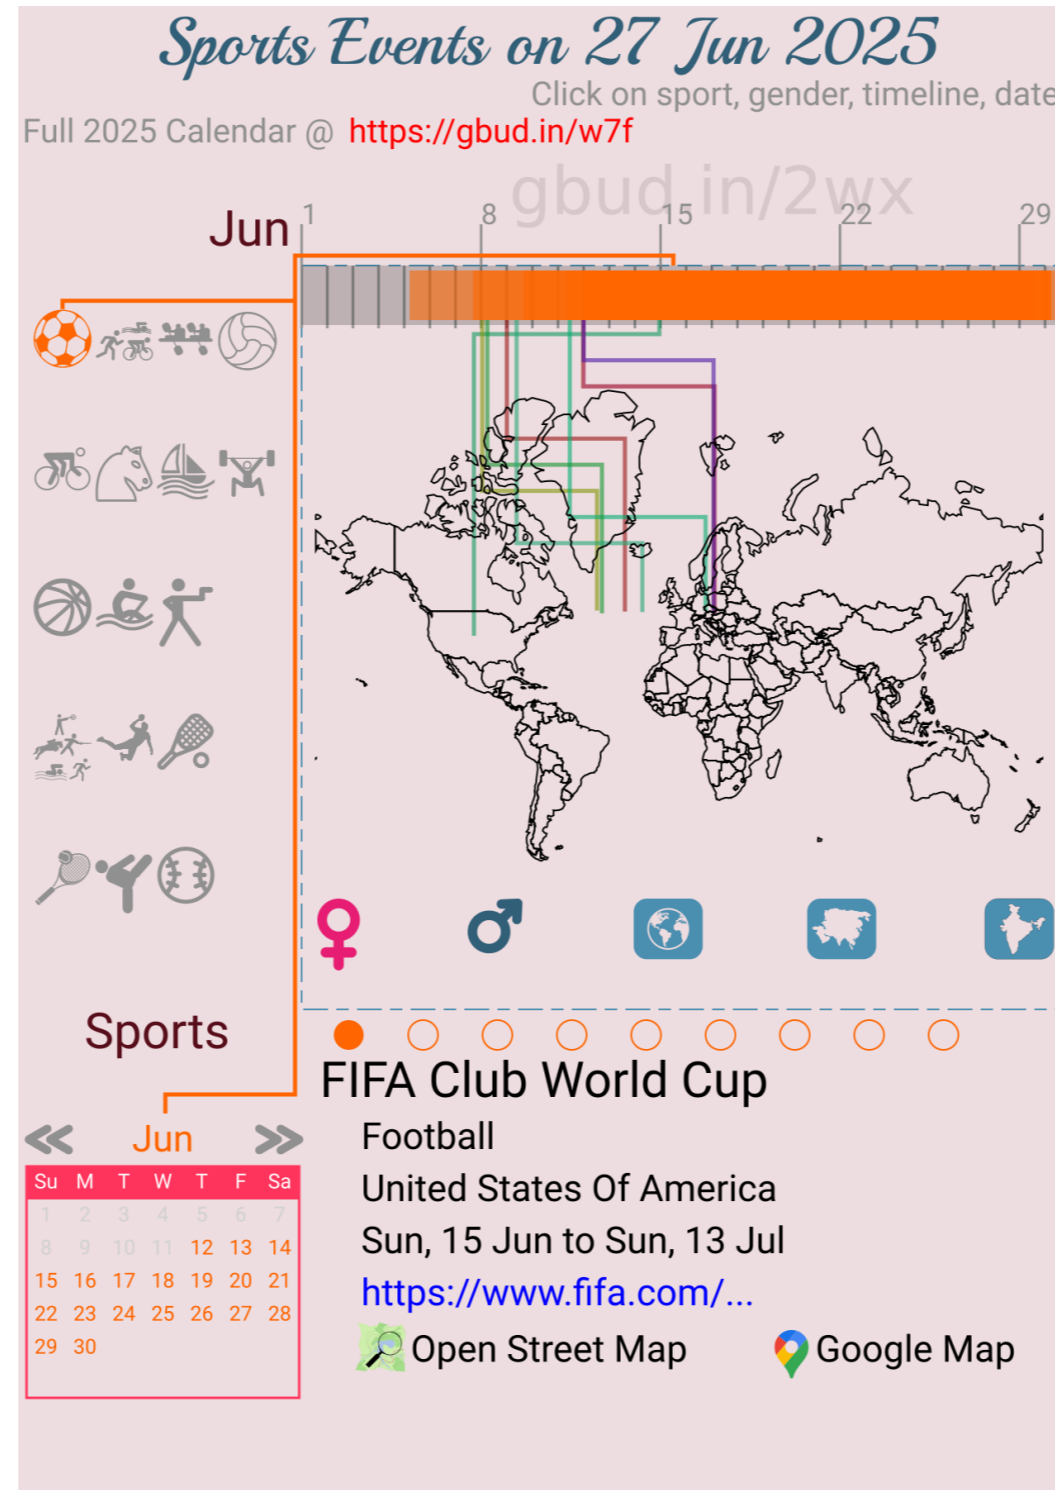 Sports Events on 27 Jun 2025
Click on sport, gender, timeline, date
Full 2025 Calendar @ https://gbud.in/w7f
gbud.in/2wx
Jun
1 8 15 22 29
Sports
FIFA Club World Cup
Football
United States Of America
Sun, 15 Jun to Sun, 13 Jul
https://www.fifa.com/...
Open Street Map
Google Map
Jun
Su M T W T F Sa
1 2 3 4 5 6 7
8 9 10 11 12 13 14
15 16 17 18 19 20 21
22 23 24 25 26 27 28
29 30